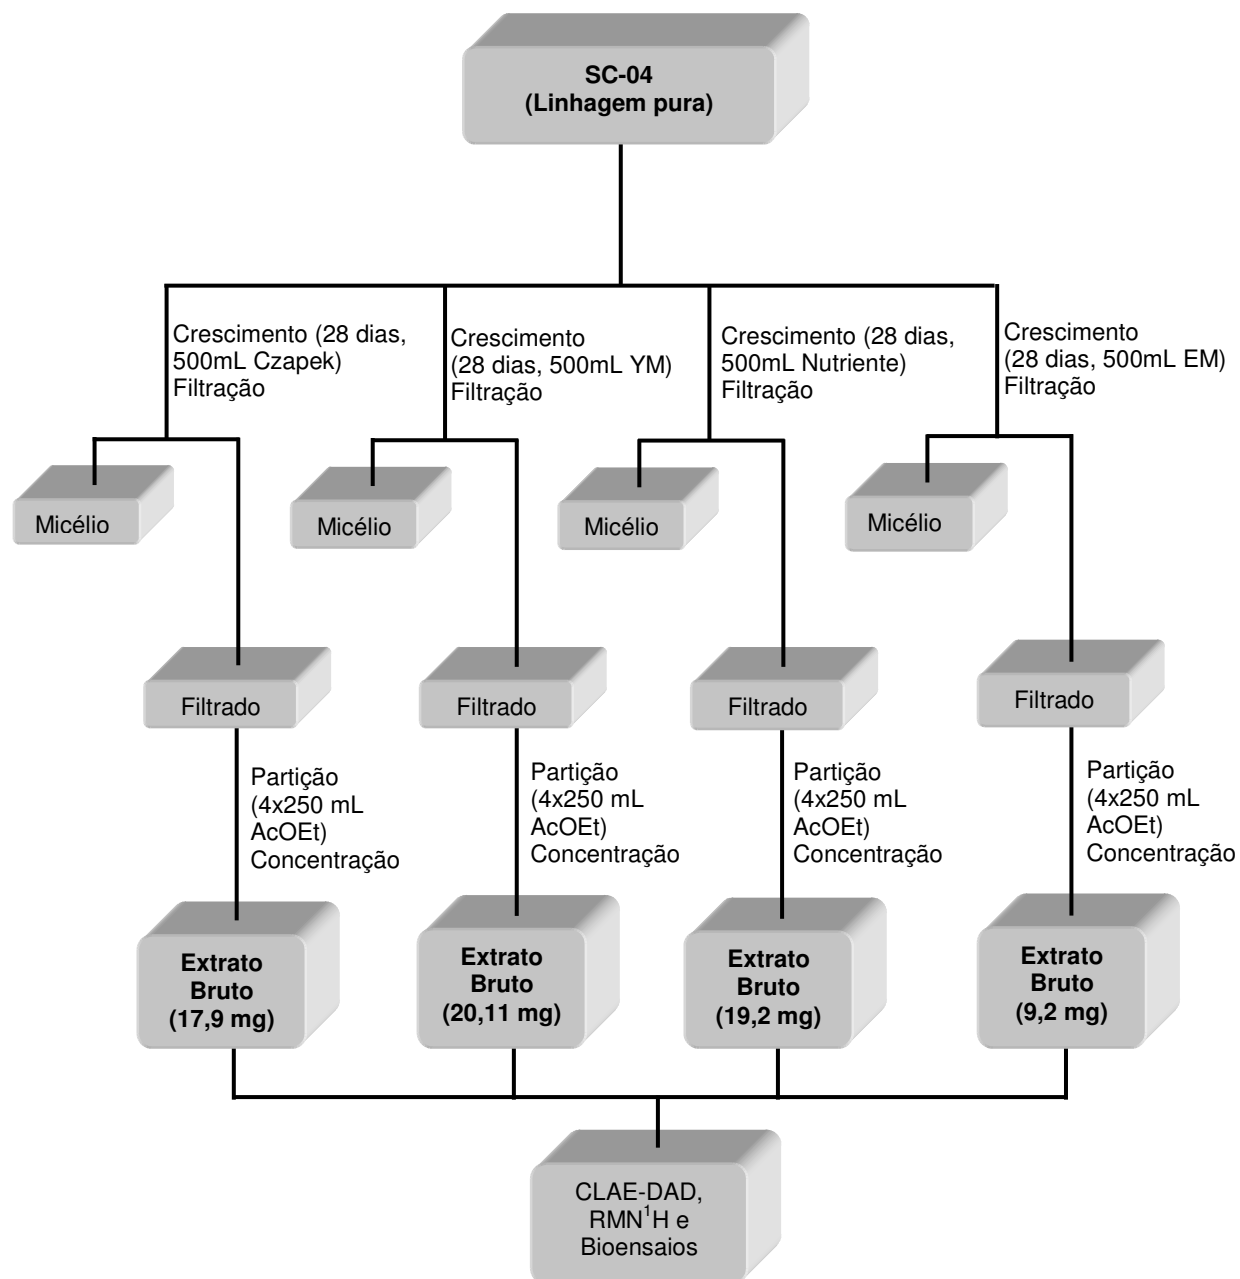 SC-04
(Linhagem pura)
Crescimento (28 dias,
500mL Czapek)
Filtração
Crescimento
(28 dias, 500mL YM)
Filtração
Crescimento (28 dias,
500mL Nutriente)
Filtração
Crescimento
(28 dias, 500mL EM)
Filtração
Micélio
Micélio
Micélio
Micélio
Filtrado
Filtrado
Filtrado
Filtrado
Partição
(4x250 mL
AcOEt)
Concentração
Partição
(4x250 mL
AcOEt)
Concentração
Partição
(4x250 mL
AcOEt)
Concentração
Partição
(4x250 mL
AcOEt)
Concentração
Extrato
Bruto
(17,9 mg)
Extrato
Bruto
(20,11 mg)
Extrato
Bruto
(19,2 mg)
Extrato
Bruto
(9,2 mg)
CLAE-DAD,
RMN¹H e
Bioensaios